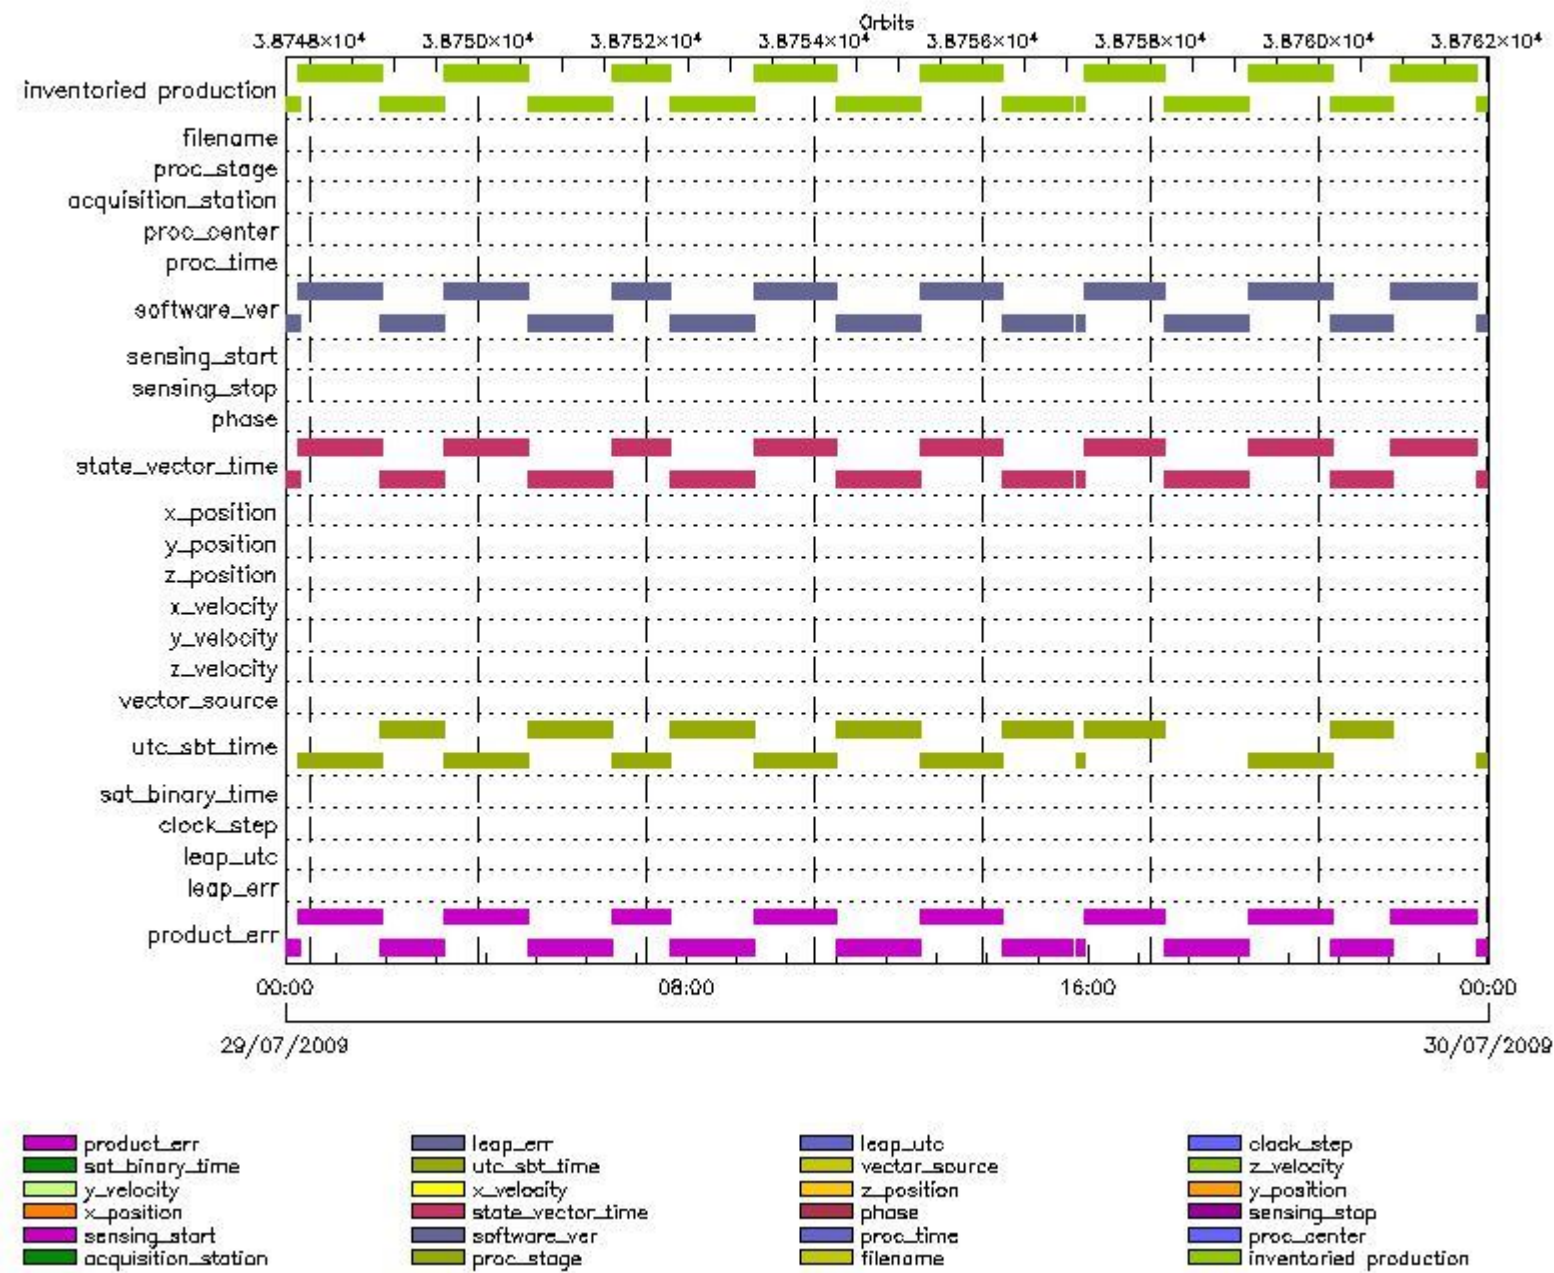 Orbits
3.8748×10⁴ 3.8750×10⁴ 3.8752×10⁴ 3.8754×10⁴ 3.8756×10⁴ 3.8758×10⁴ 3.8760×10⁴ 3.8762×10⁴
inventoried production
filename
proc_stage
acquisition_station
proc_center
proc_time
software_ver
sensing_start
sensing_stop
phase
state_vector_time
x_position
y_position
z_position
x_velocity
y_velocity
z_velocity
vector_source
utc_sbt_time
sat_binary_time
clock_step
leap_utc
leap_err
product_err
00:00 08:00 16:00 00:00
29/07/2009 30/07/2009
product_err leap_err leap_utc clock_step
sat_binary_time utc_sbt_time vector_source z_velocity
y_velocity x_velocity z_position y_position
x_position state_vector_time phase sensing_stop
sensing_start software_ver proc_time proc_center
acquisition_station proc_stage filename inventoried production